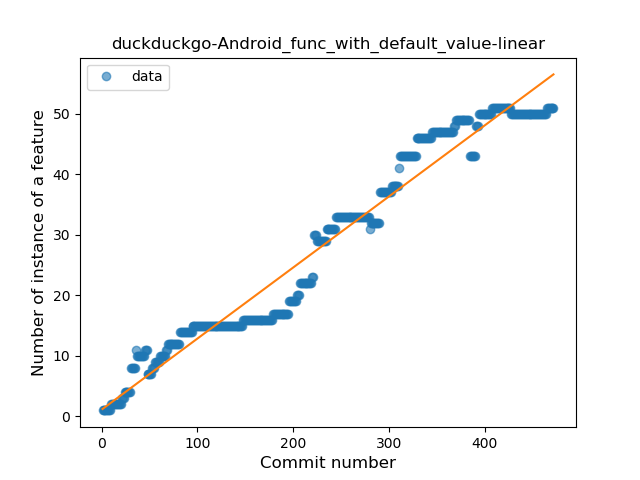 duckduckgo-Android_func_with_default_value-linear
data
Number of instance of a feature
50
40
30
20
10
0
0 100 200 300 400
Commit number